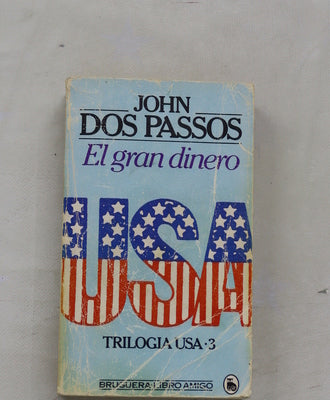 JOHN
DOS PASSOS
El gran dinero
USA
TRILOGIA USA·3
BRUGUERA·LIBRO AMIGO